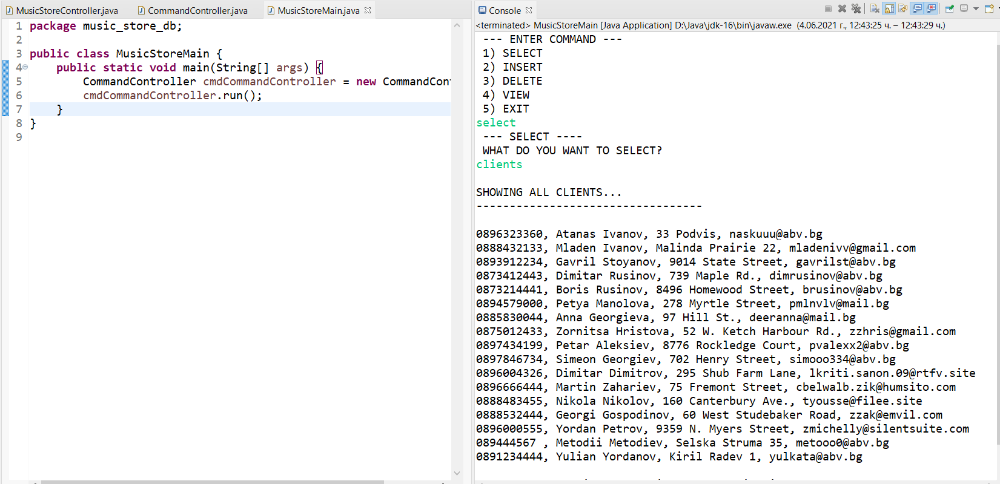 MusicStoreController.java
CommandController.java
MusicStoreMain.java
1 package music_store_db;
2
3 public class MusicStoreMain {
4 public static void main(String[] args) {
5 CommandController cmdCommandController = new CommandCon
6 cmdCommandController.run();
7 }
8 }
9
Console
<terminated> MusicStoreMain [Java Application] D:\Java\jdk-16\bin\javaw.exe (4.06.2021 г., 12:43:25 ч. – 12:43:29 ч.)
--- ENTER COMMAND ---
1) SELECT
2) INSERT
3) DELETE
4) VIEW
5) EXIT
select
--- SELECT ----
WHAT DO YOU WANT TO SELECT?
clients
SHOWING ALL CLIENTS...
----------------------------------
0896323360, Atanas Ivanov, 33 Podvis, naskuuu@abv.bg
0888432133, Mladen Ivanov, Malinda Prairie 22, mladenivv@gmail.com
0893912234, Gavril Stoyanov, 9014 State Street, gavrilst@abv.bg
0873412443, Dimitar Rusinov, 739 Maple Rd., dimrusinov@abv.bg
0873214441, Boris Rusinov, 8496 Homewood Street, brusinov@abv.bg
0894579000, Petya Manolova, 278 Myrtle Street, pmlnvlv@mail.bg
0885830044, Anna Georgieva, 97 Hill St., deeranna@mail.bg
0875012433, Zornitsa Hristova, 52 W. Ketch Harbour Rd., zzhris@gmail.com
0897434199, Petar Aleksiev, 8776 Rockledge Court, pvalexx2@abv.bg
0897846734, Simeon Georgiev, 702 Henry Street, simooo334@abv.bg
0896004326, Dimitar Dimitrov, 295 Shub Farm Lane, lkriti.sanon.09@rtfv.site
0896666444, Martin Zahariev, 75 Fremont Street, cbelwalb.zik@humsito.com
0888483455, Nikola Nikolov, 160 Canterbury Ave., tyousse@filee.site
0888532444, Georgi Gospodinov, 60 West Studebaker Road, zzak@emvil.com
0896000555, Yordan Petrov, 9359 N. Myers Street, zmichelly@silentsuite.com
089444567 , Metodii Metodiev, Selska Struma 35, metooo0@abv.bg
0891234444, Yulian Yordanov, Kiril Radev 1, yulkata@abv.bg